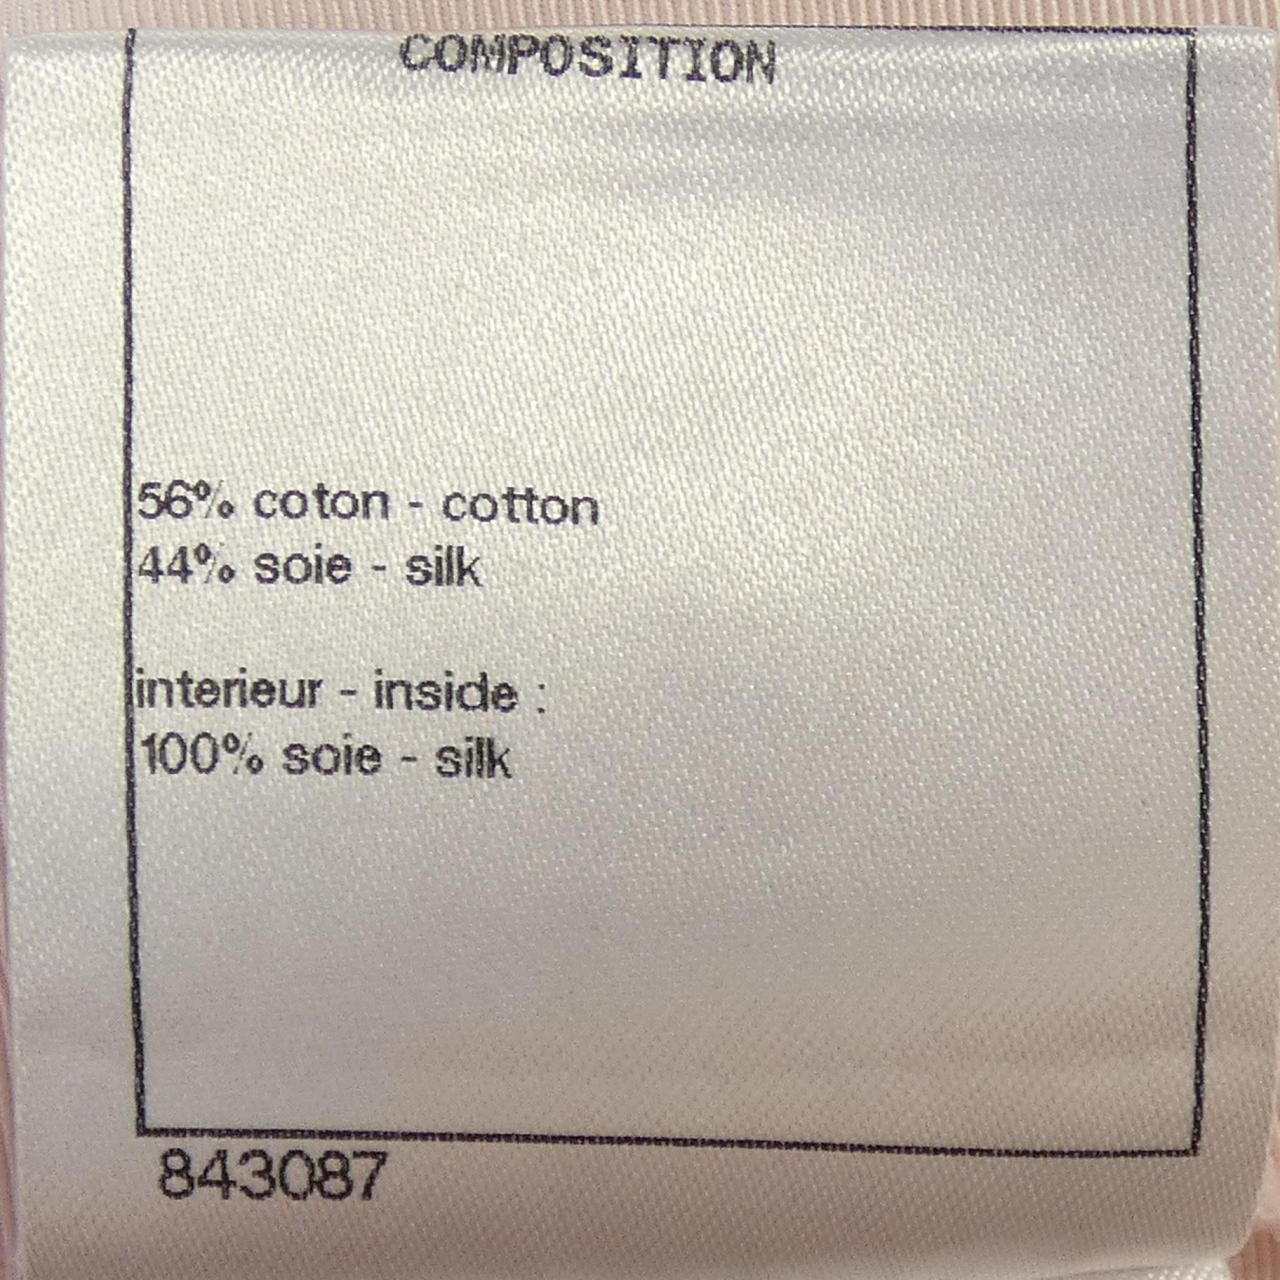 COMPOSITION
56% coton - cotton
44% soie - silk
interieur - inside :
100% soie - silk
843087